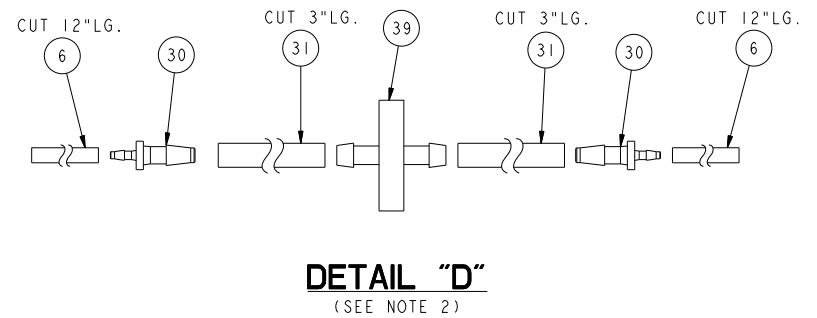 CUT 12"LG.
6
30
CUT 3"LG.
31
39
CUT 3"LG.
31
30
CUT 12"LG.
6
DETAIL "D"
(SEE NOTE 2)